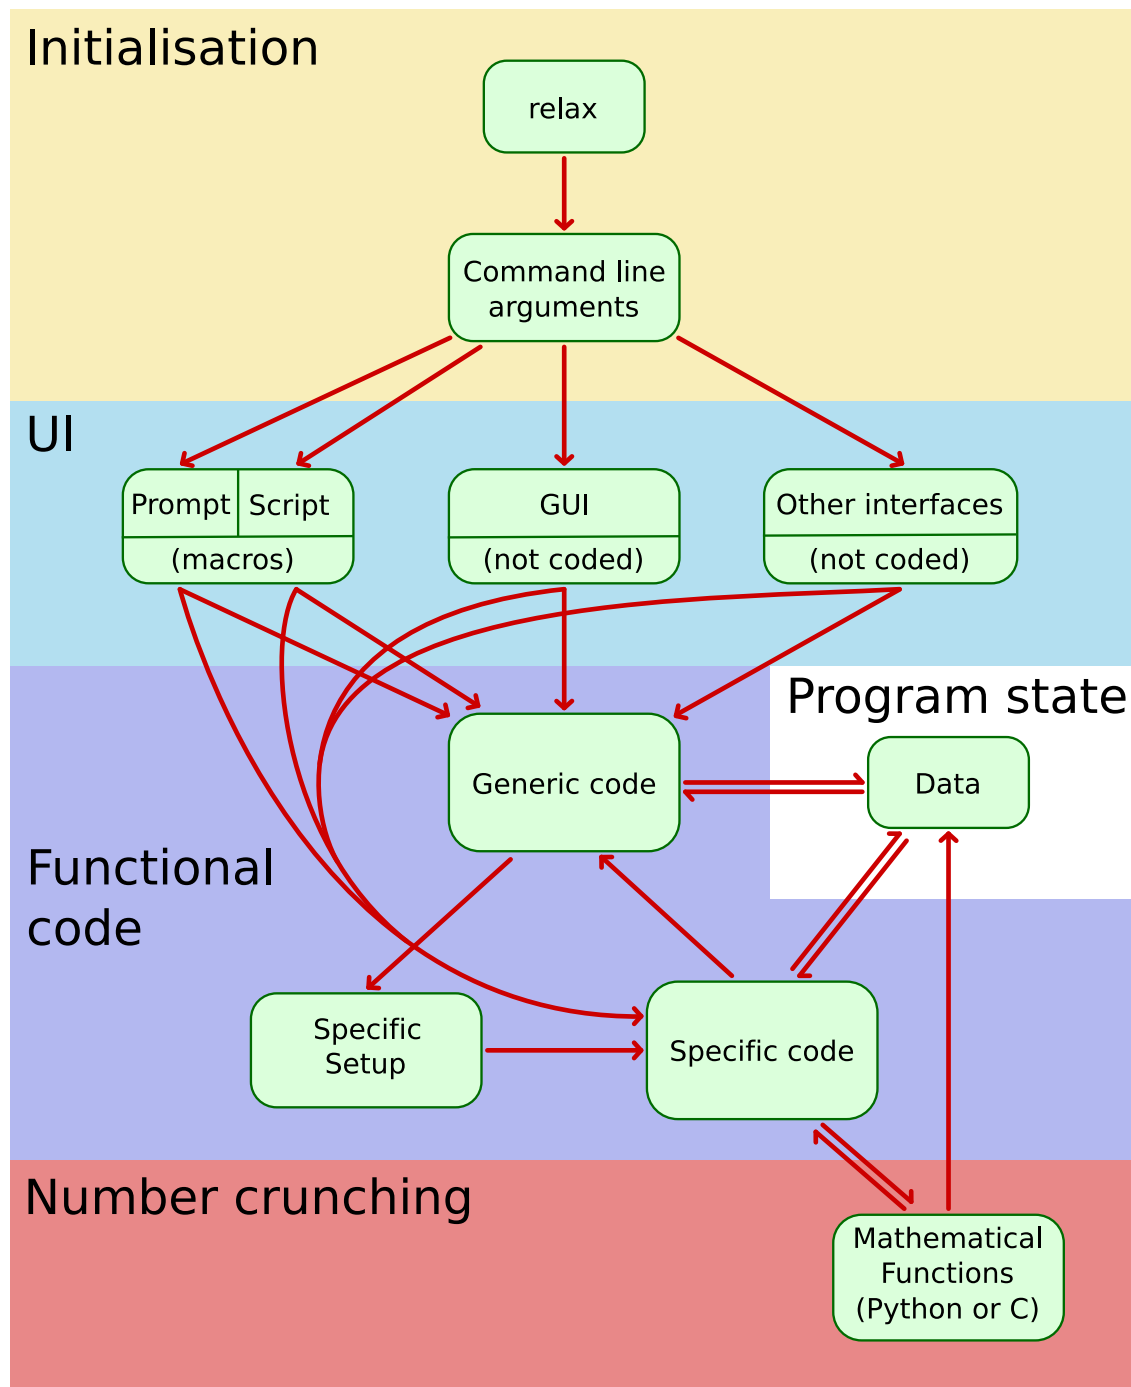 Initialisation
relax
Command line
arguments
UI
Prompt
Script
(macros)
GUI
(not coded)
Other interfaces
(not coded)
Program state
Data
Generic code
Functional
code
Specific
Setup
Specific code
Number crunching
Mathematical
Functions
(Python or C)